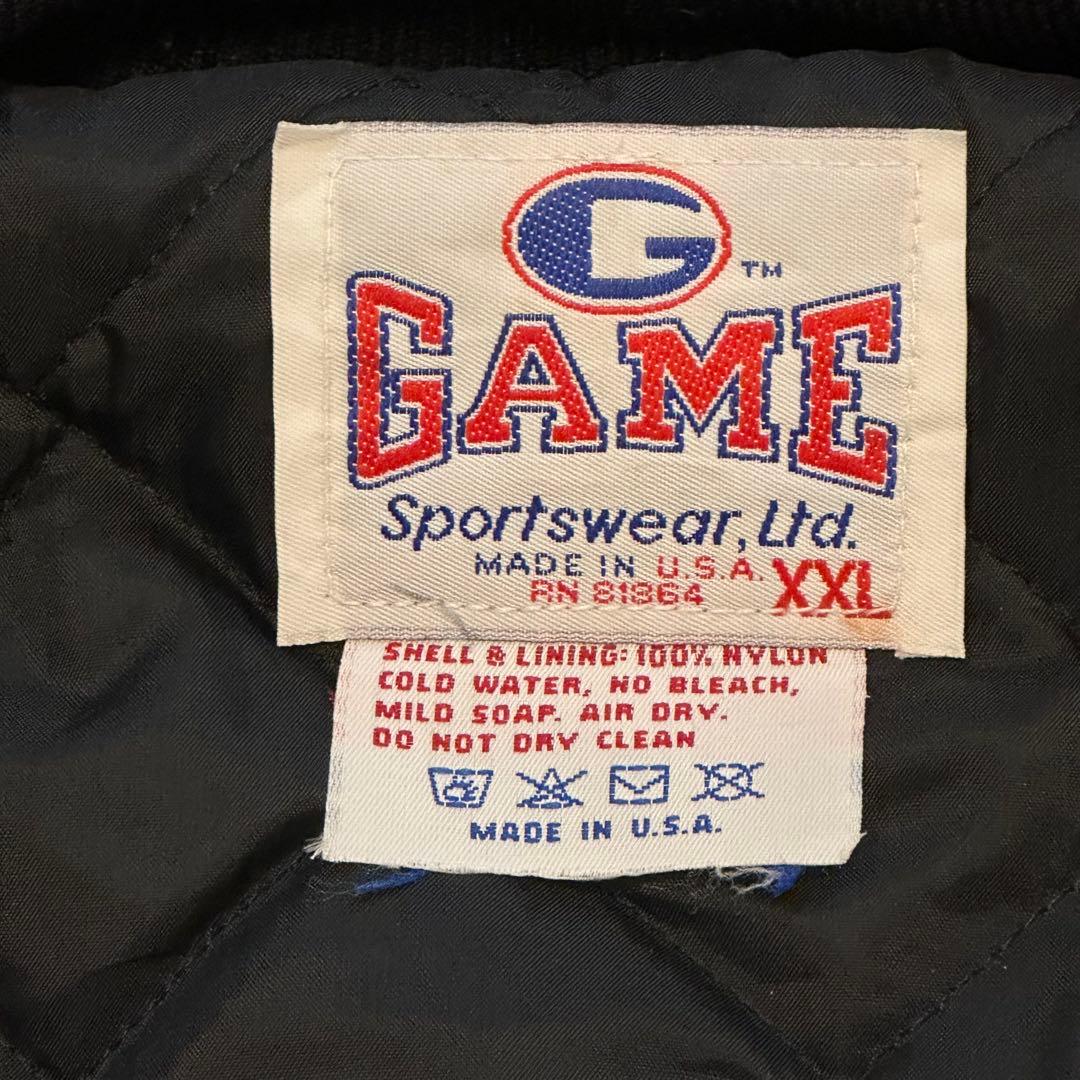 G
TM
GAME
Sportswear, Ltd.
MADE IN U.S.A. XXL
RN 81864
SHELL & LINING: 100% NYLON
COLD WATER, NO BLEACH,
MILD SOAP. AIR DRY.
DO NOT DRY CLEAN
MADE IN U.S.A.